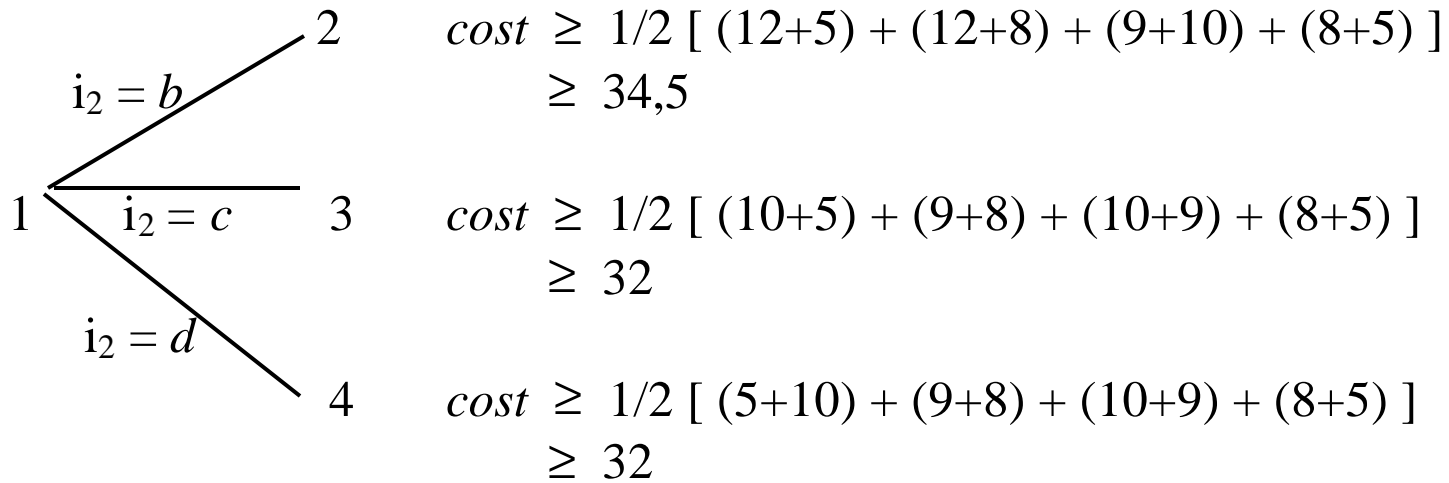 2 cost ≥ 1/2 [ (12+5) + (12+8) + (9+10) + (8+5) ]
i₂ = b ≥ 34,5
1 i₂ = c 3 cost ≥ 1/2 [ (10+5) + (9+8) + (10+9) + (8+5) ]
≥ 32
i₂ = d
4 cost ≥ 1/2 [ (5+10) + (9+8) + (10+9) + (8+5) ]
≥ 32